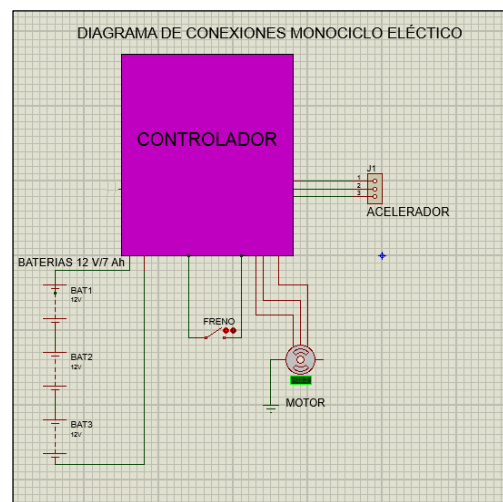 DIAGRAMA DE CONEXIONES MONOCICLO ELÉCTRICO
CONTROLADOR
J1
1
2
3
ACELERADOR
BATERIAS 12 V/7 Ah
BAT1
12V
FRENO
BAT2
12V
MOTOR
BAT3
12V